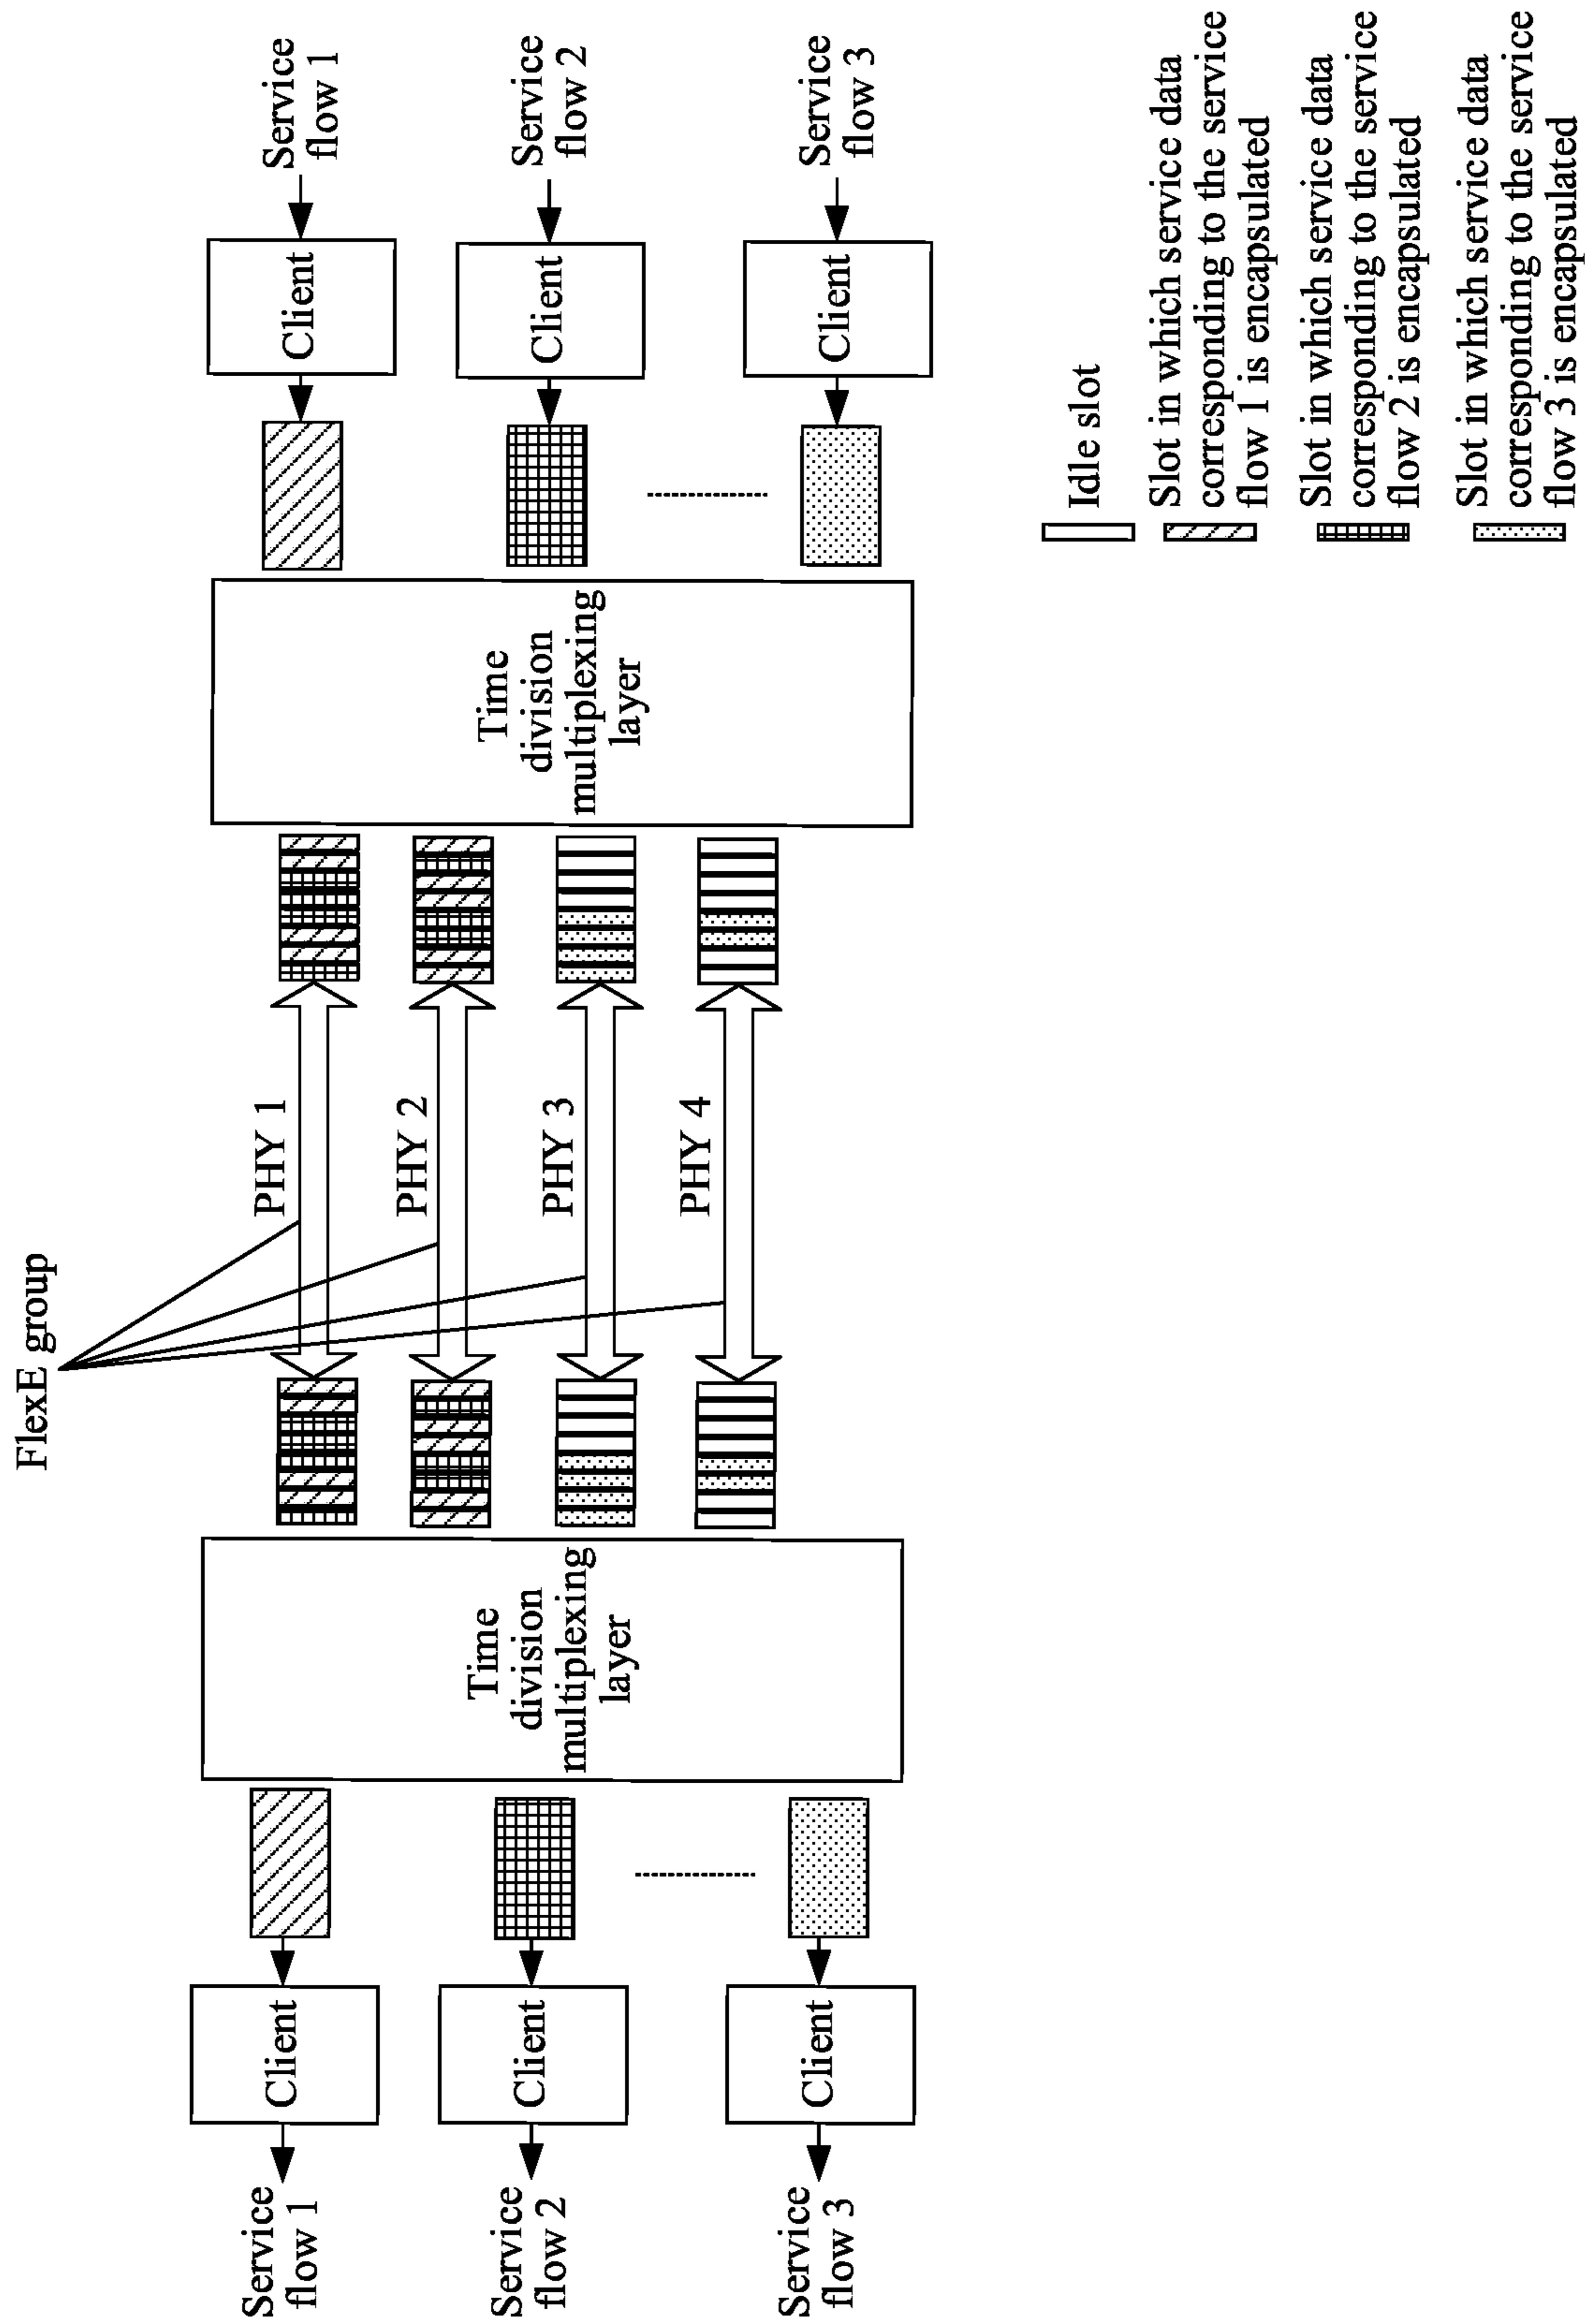 FlexE group
Service
flow 1
Client
Service
flow 2
Client
Service
flow 3
Client
Time
division
multiplexing
layer
PHY 1
PHY 2
PHY 3
PHY 4
Time
division
multiplexing
layer
Client
Service
flow 1
Client
Service
flow 2
Client
Service
flow 3
Idle slot
Slot in which service data
corresponding to the service
flow 1 is encapsulated
Slot in which service data
corresponding to the service
flow 2 is encapsulated
Slot in which service data
corresponding to the service
flow 3 is encapsulated